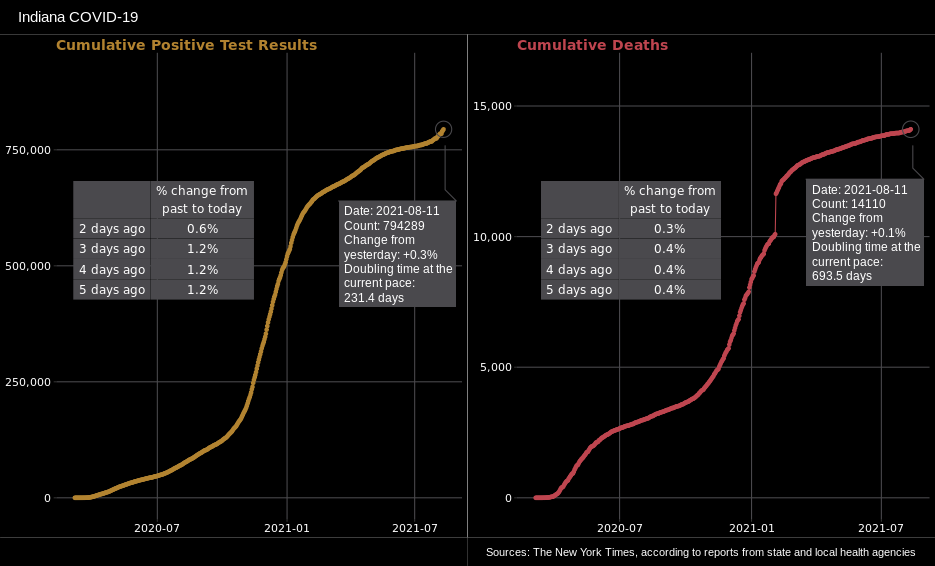 Indiana COVID-19
Cumulative Positive Test Results
750,000
500,000
250,000
0
2020-07
2021-01
2021-07
% change from
past to today
2 days ago 0.6%
3 days ago 1.2%
4 days ago 1.2%
5 days ago 1.2%
Date: 2021-08-11
Count: 794289
Change from
yesterday: +0.3%
Doubling time at the
current pace:
231.4 days
Cumulative Deaths
15,000
10,000
5,000
0
2020-07
2021-01
2021-07
% change from
past to today
2 days ago 0.3%
3 days ago 0.4%
4 days ago 0.4%
5 days ago 0.4%
Date: 2021-08-11
Count: 14110
Change from
yesterday: +0.1%
Doubling time at the
current pace:
693.5 days
Sources: The New York Times, according to reports from state and local health agencies